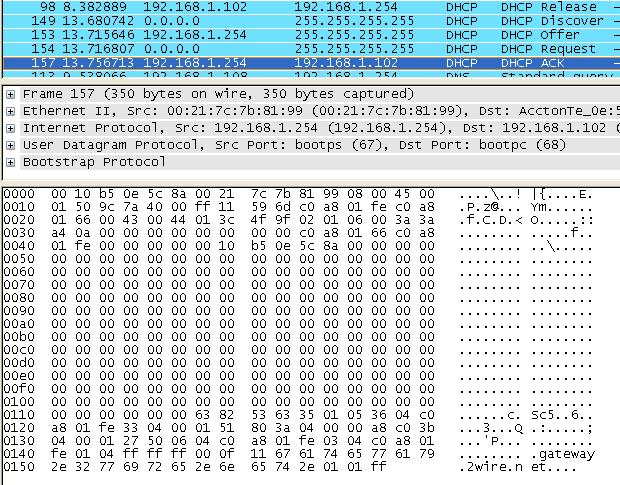 98 8.382889 192.168.1.102 192.168.1.254 DHCP DHCP Release
149 13.680742 0.0.0.0 255.255.255.255 DHCP DHCP Discover
153 13.715646 192.168.1.254 255.255.255.255 DHCP DHCP Offer
154 13.716807 0.0.0.0 255.255.255.255 DHCP DHCP Request
157 13.756713 192.168.1.254 192.168.1.102 DHCP DHCP ACK
Frame 157 (350 bytes on wire, 350 bytes captured)
Ethernet II, Src: 00:21:7c:7b:81:99 (00:21:7c:7b:81:99), Dst: AcctonTe_0e:5
Internet Protocol, Src: 192.168.1.254 (192.168.1.254), Dst: 192.168.1.102 (
User Datagram Protocol, Src Port: bootps (67), Dst Port: bootpc (68)
Bootstrap Protocol
0000 00 10 b5 0e 5c 8a 00 21 7c 7b 81 99 08 00 45 00 ....\..! |{....E.
0010 01 50 9c 7a 40 00 ff 11 59 6d c0 a8 01 fe c0 a8 .P.z@... Ym......
0020 01 66 00 43 00 44 01 3c 4f 9f 02 01 06 00 3a 3a .f.C.D.< O.....::
0030 a4 0a 00 00 00 00 00 00 00 00 c0 a8 01 66 c0 a8 ........ .....f..
0040 01 fe 00 00 00 00 00 10 b5 0e 5c 8a 00 00 00 00 ........ ..\.....
0050 00 00 00 00 00 00 00 00 00 00 00 00 00 00 00 00 ........ ........
0060 00 00 00 00 00 00 00 00 00 00 00 00 00 00 00 00 ........ ........
0070 00 00 00 00 00 00 00 00 00 00 00 00 00 00 00 00 ........ ........
0080 00 00 00 00 00 00 00 00 00 00 00 00 00 00 00 00 ........ ........
0090 00 00 00 00 00 00 00 00 00 00 00 00 00 00 00 00 ........ ........
00a0 00 00 00 00 00 00 00 00 00 00 00 00 00 00 00 00 ........ ........
00b0 00 00 00 00 00 00 00 00 00 00 00 00 00 00 00 00 ........ ........
00c0 00 00 00 00 00 00 00 00 00 00 00 00 00 00 00 00 ........ ........
00d0 00 00 00 00 00 00 00 00 00 00 00 00 00 00 00 00 ........ ........
00e0 00 00 00 00 00 00 00 00 00 00 00 00 00 00 00 00 ........ ........
00f0 00 00 00 00 00 00 00 00 00 00 00 00 00 00 00 00 ........ ........
0100 00 00 00 00 00 00 00 00 00 00 00 00 00 00 00 00 ........ ........
0110 00 00 00 00 00 00 63 82 53 63 35 01 05 36 04 c0 ......c. Sc5..6..
0120 a8 01 fe 33 04 00 01 51 80 3a 04 00 00 a8 c0 3b ...3...Q .:.....;
0130 04 00 01 27 50 06 04 c0 a8 01 fe 03 04 c0 a8 01 ...'P... ........
0140 fe 01 04 ff ff ff 00 0f 11 67 61 74 65 77 61 79 ........ .gateway
0150 2e 32 77 69 72 65 2e 6e 65 74 2e 01 01 ff .2wire.n et....